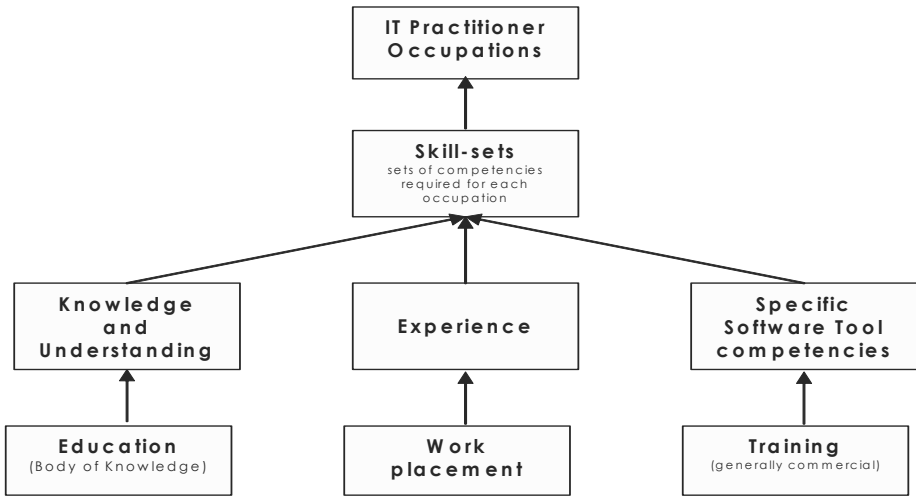 IT Practitioner
Occupations
Skill-sets
sets of competencies
required for each
occupation
Knowledge
and
Understanding
Experience
Specific
Software Tool
competencies
Education
(Body of Knowledge)
Work
placement
Training
(generally commercial)